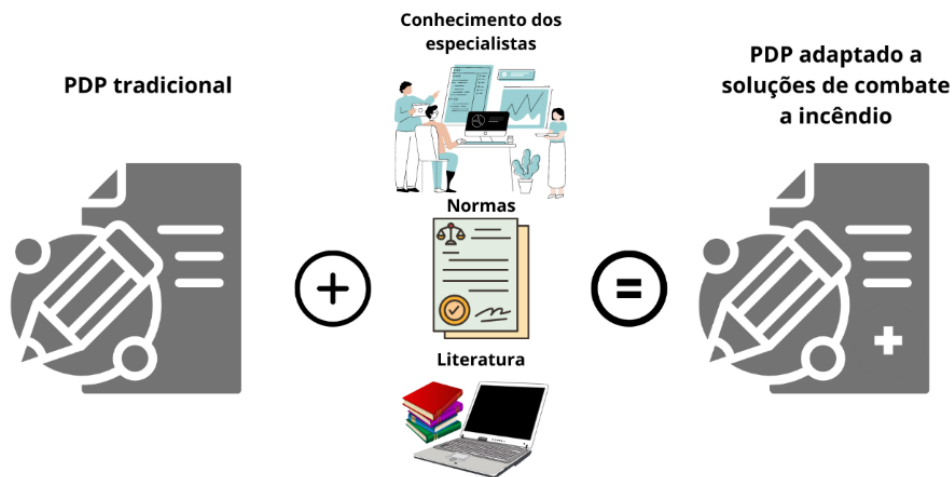 PDP tradicional
Conhecimento dos
especialistas
Normas
Literatura
PDP adaptado a
soluções de combate
a incêndio